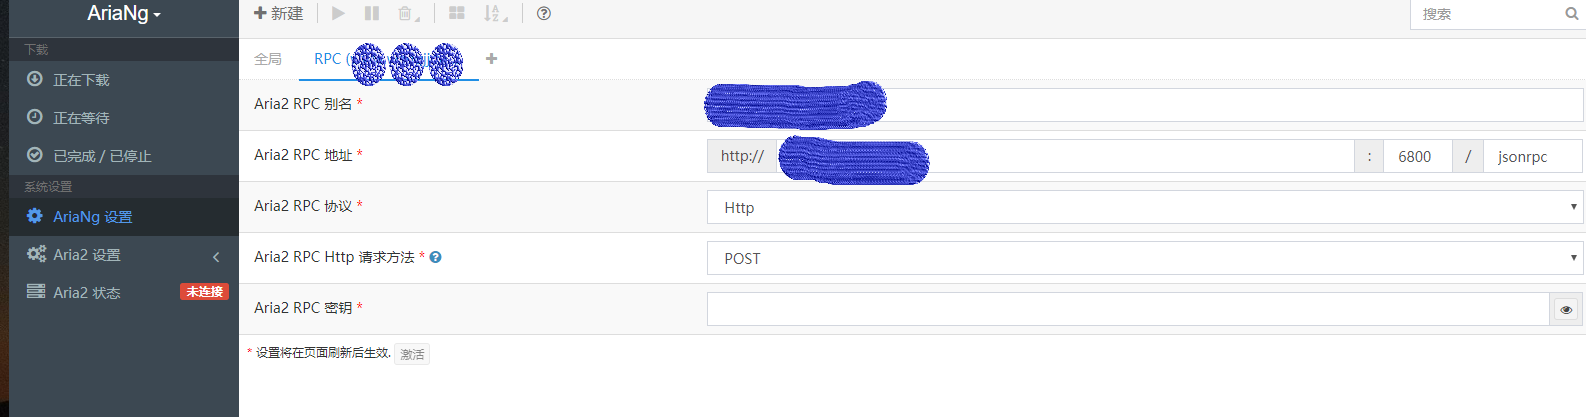 AriaNg
新建
搜索
下载
全局 RPC (
正在下载
Aria2 RPC 别名 *
正在等待
Aria2 RPC 地址 * http:// : 6800 / jsonrpc
已完成 / 已停止
系统设置
Aria2 RPC 协议 * Http
AriaNg 设置
Aria2 设置
Aria2 RPC Http 请求方法 * POST
Aria2 状态 未连接
Aria2 RPC 密钥 *
* 设置将在页面刷新后生效. 激活